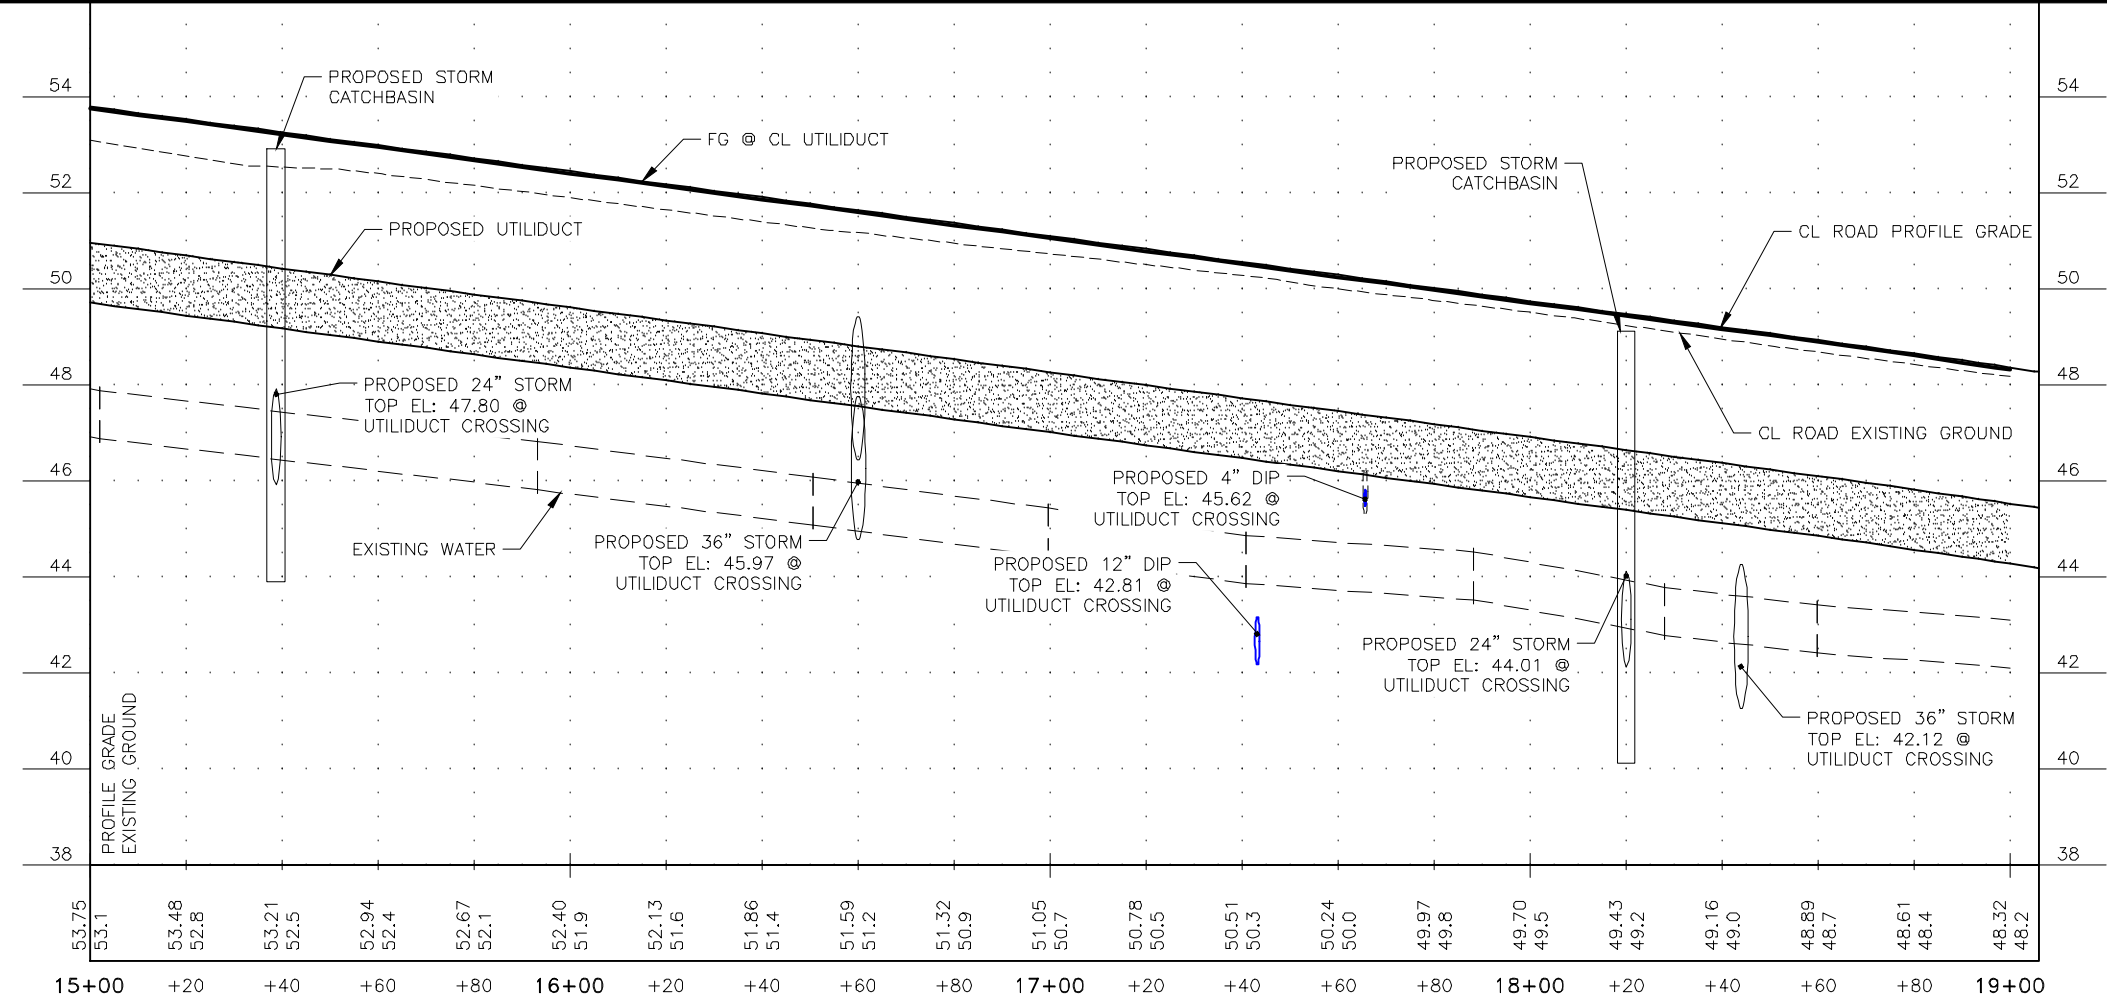 54
52
50
48
46
44
42
40
38
PROPOSED STORM
CATCHBASIN
FG @ CL UTILIDUCT
PROPOSED STORM
CATCHBASIN
PROPOSED UTILIDUCT
CL ROAD PROFILE GRADE
PROPOSED 24" STORM
TOP EL: 47.80 @
UTILIDUCT CROSSING
CL ROAD EXISTING GROUND
EXISTING WATER
PROPOSED 36" STORM
TOP EL: 45.97 @
UTILIDUCT CROSSING
PROPOSED 4" DIP
TOP EL: 45.62 @
UTILIDUCT CROSSING
PROPOSED 12" DIP
TOP EL: 42.81 @
UTILIDUCT CROSSING
PROPOSED 24" STORM
TOP EL: 44.01 @
UTILIDUCT CROSSING
PROPOSED 36" STORM
TOP EL: 42.12 @
UTILIDUCT CROSSING
54
52
50
48
46
44
42
40
38
PROFILE GRADE
EXISTING GROUND
53.75
53.1
53.48
52.8
53.21
52.5
52.94
52.4
52.67
52.1
52.40
51.9
52.13
51.6
51.86
51.4
51.59
51.2
51.32
50.9
51.05
50.7
50.78
50.5
50.51
50.3
50.24
50.0
49.97
49.8
49.70
49.5
49.43
49.2
49.16
49.0
48.89
48.7
48.61
48.4
48.32
48.2
15+00 +20 +40 +60 +80 16+00 +20 +40 +60 +80 17+00 +20 +40 +60 +80 18+00 +20 +40 +60 +80 19+00